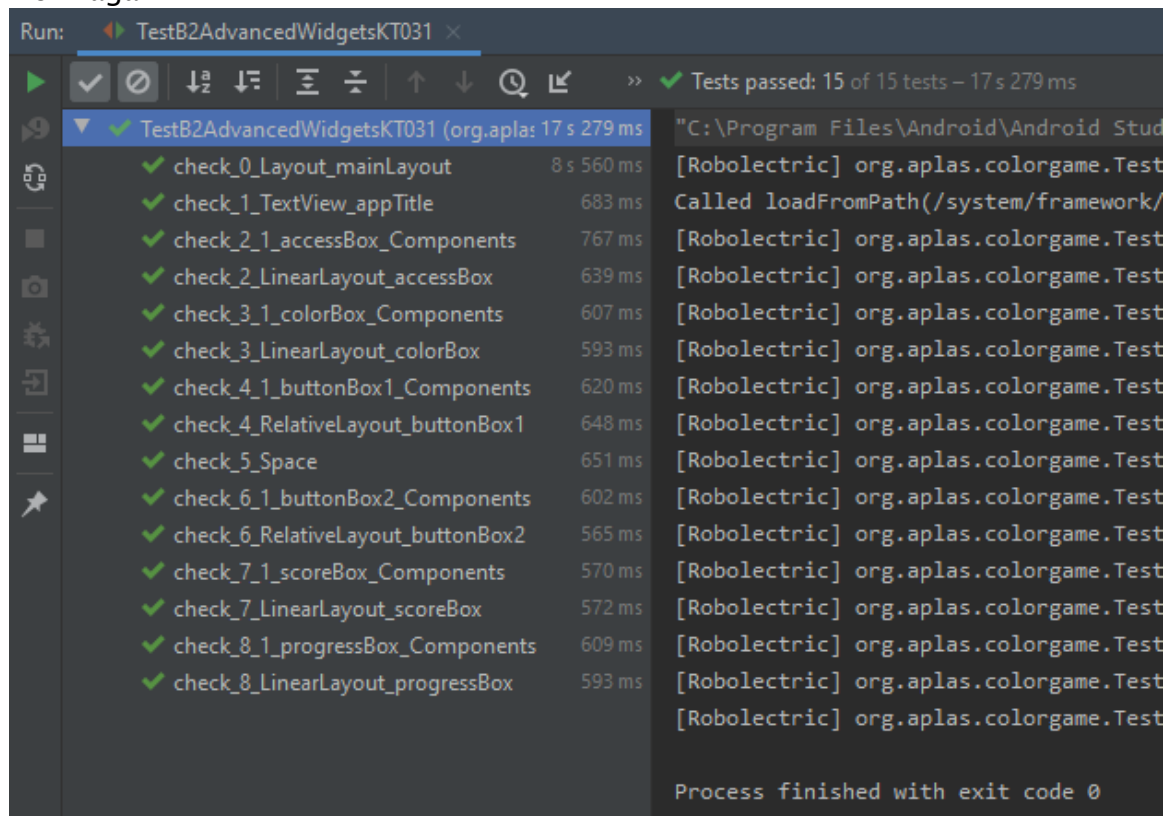 Run: TestB2AdvancedWidgetsKT031
Tests passed: 15 of 15 tests – 17 s 279 ms
TestB2AdvancedWidgetsKT031 (org.aplas 17 s 279 ms
check_0_Layout_mainLayout 8 s 560 ms
check_1_TextView_appTitle 683 ms
check_2_1_accessBox_Components 767 ms
check_2_LinearLayout_accessBox 639 ms
check_3_1_colorBox_Components 607 ms
check_3_LinearLayout_colorBox 593 ms
check_4_1_buttonBox1_Components 620 ms
check_4_RelativeLayout_buttonBox1 648 ms
check_5_Space 651 ms
check_6_1_buttonBox2_Components 602 ms
check_6_RelativeLayout_buttonBox2 565 ms
check_7_1_scoreBox_Components 570 ms
check_7_LinearLayout_scoreBox 572 ms
check_8_1_progressBox_Components 609 ms
check_8_LinearLayout_progressBox 593 ms
"C:\Program Files\Android\Android Stud
[Robolectric] org.aplas.colorgame.Test
Called loadFromPath(/system/framework/
[Robolectric] org.aplas.colorgame.Test
[Robolectric] org.aplas.colorgame.Test
[Robolectric] org.aplas.colorgame.Test
[Robolectric] org.aplas.colorgame.Test
[Robolectric] org.aplas.colorgame.Test
[Robolectric] org.aplas.colorgame.Test
[Robolectric] org.aplas.colorgame.Test
[Robolectric] org.aplas.colorgame.Test
[Robolectric] org.aplas.colorgame.Test
[Robolectric] org.aplas.colorgame.Test
[Robolectric] org.aplas.colorgame.Test
[Robolectric] org.aplas.colorgame.Test
[Robolectric] org.aplas.colorgame.Test
[Robolectric] org.aplas.colorgame.Test
Process finished with exit code 0